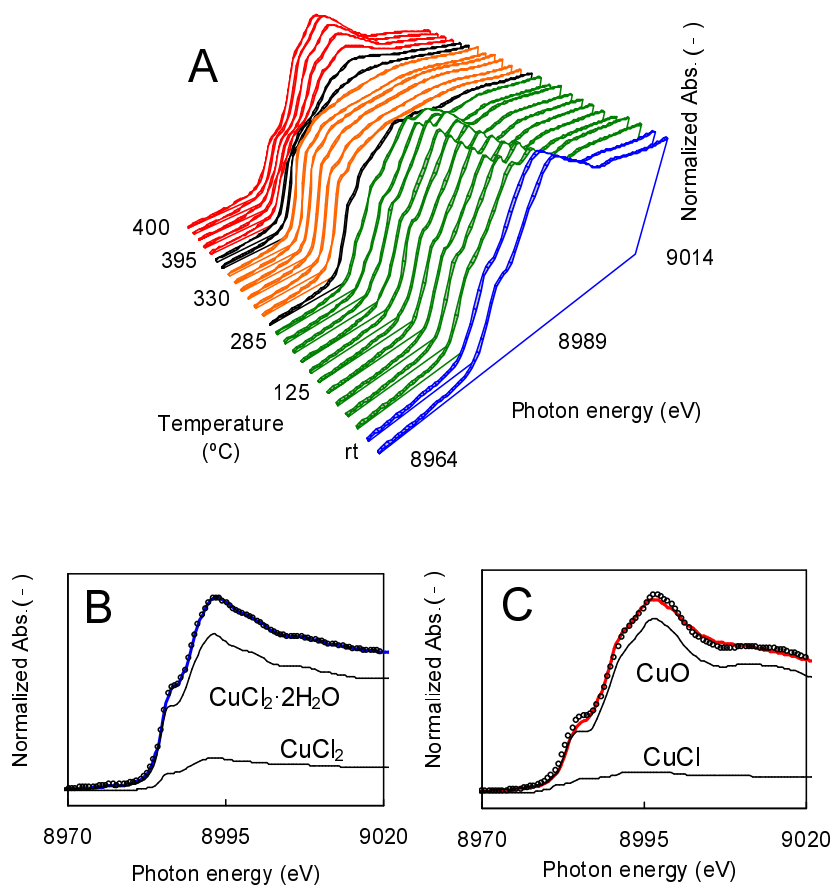 A
Normalized Abs. ( - )
400
395
330
285
125
rt
Temperature
(ºC)
8964
8989
9014
Photon energy (eV)
B
Normalized Abs.( - )
CuCl₂·2H₂O
CuCl₂
8970
8995
9020
Photon energy (eV)
C
Normalized Abs.( - )
CuO
CuCl
8970
8995
9020
Photon energy (eV)